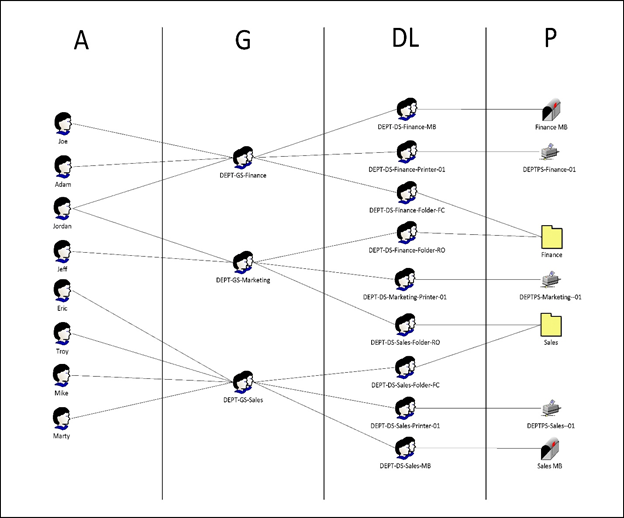 A
G
DL
P
Joe
Adam
Jordan
Jeff
Eric
Troy
Mike
Marty
DEPT-GS-Finance
DEPT-GS-Marketing
DEPT-GS-Sales
DEPT-DS-Finance-MB
DEPT-DS-Finance-Printer-01
DEPT-DS-Finance-Folder-FC
DEPT-DS-Finance-Folder-RO
DEPT-DS-Marketing-Printer-01
DEPT-DS-Sales-Folder-RO
DEPT-DS-Sales-Folder-FC
DEPT-DS-Sales-Printer-01
DEPT-DS-Sales-MB
Finance MB
DEPTPS-Finance-01
Finance
DEPTPS-Marketing--01
Sales
DEPTPS-Sales--01
Sales MB